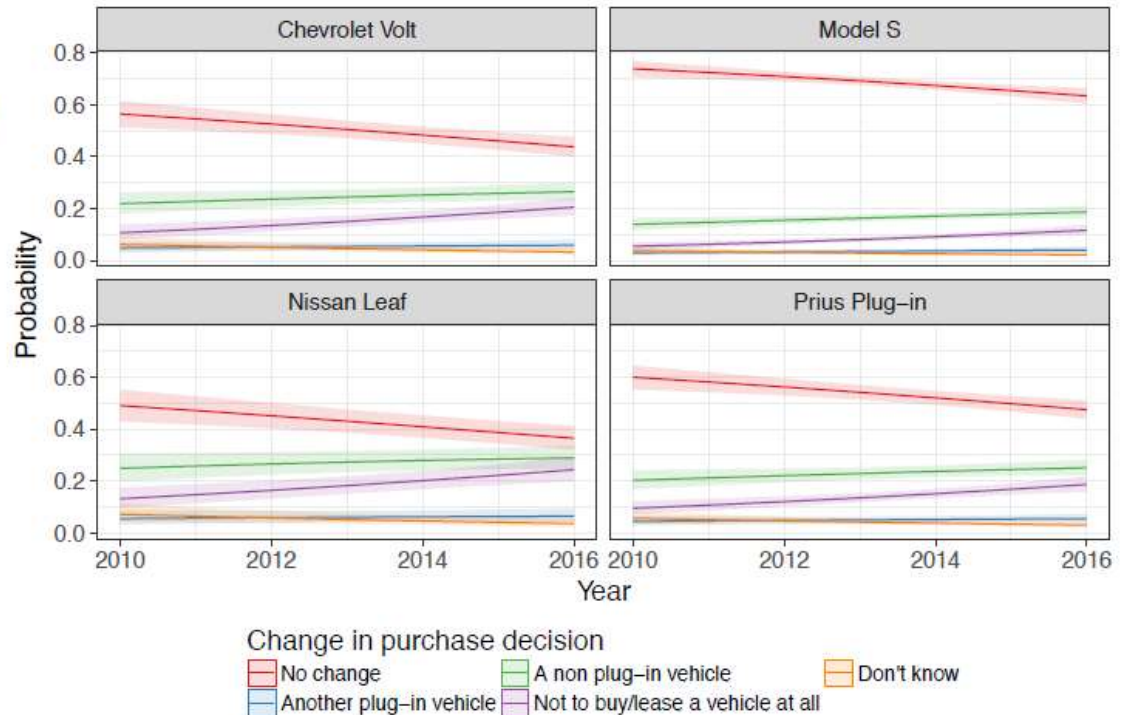 Chevrolet Volt Model S
0.8
0.6
0.4
0.2
0.0
Nissan Leaf Prius Plug–in
0.8
0.6
0.4
0.2
0.0
Probability
2010 2012 2014 2016 2010 2012 2014 2016
Year
Change in purchase decision
No change A non plug–in vehicle Don't know
Another plug–in vehicle Not to buy/lease a vehicle at all